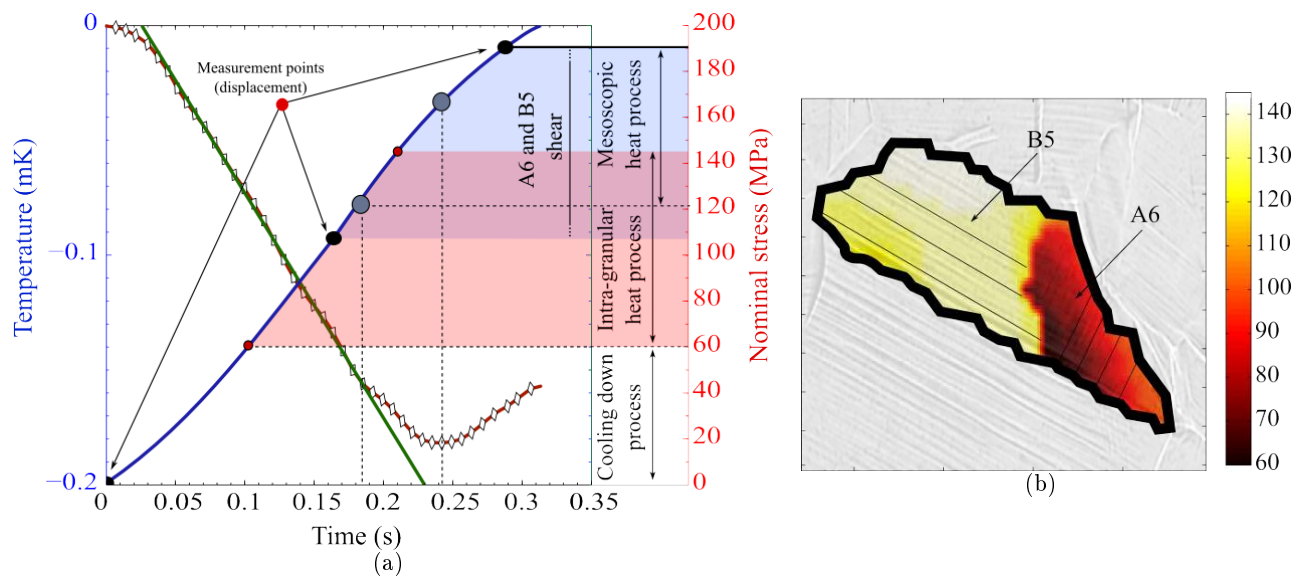 0
200
180
160
140
120
100
80
60
40
20
0
Measurement points
(displacement)
A6 and B5
shear
Mesoscopic
heat process
Intra-granular
heat process
Cooling down
process
Temperature (mK)
Nominal stress (MPa)
−0.1
−0.2
0 0.05 0.1 0.15 0.2 0.25 0.3 0.35
Time (s)
(a)
B5
A6
140
130
120
110
100
90
80
70
60
(b)